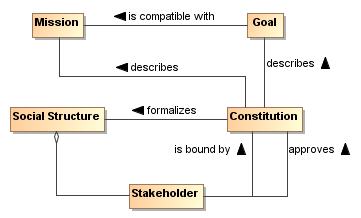 is compatible with
Mission
Goal
describes
describes
formalizes
Social Structure
Constitution
is bound by
approves
Stakeholder